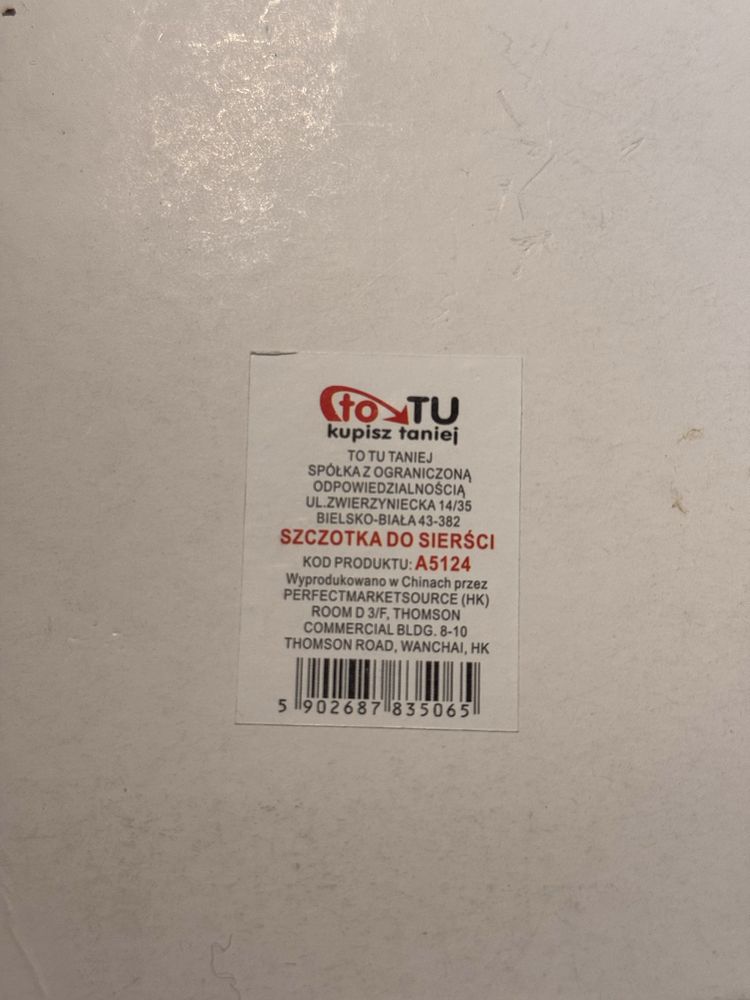 to TU
kupisz taniej
TO TU TANIEJ
SPÓŁKA Z OGRANICZONĄ
ODPOWIEDZIALNOŚCIĄ
UL.ZWIERZYNIECKA 14/35
BIELSKO-BIAŁA 43-382
SZCZOTKA DO SIERŚCI
KOD PRODUKTU: A5124
Wyprodukowano w Chinach przez
PERFECTMARKETSOURCE (HK)
ROOM D 3/F, THOMSON
COMMERCIAL BLDG. 8-10
THOMSON ROAD, WANCHAI, HK
5 902687 835065